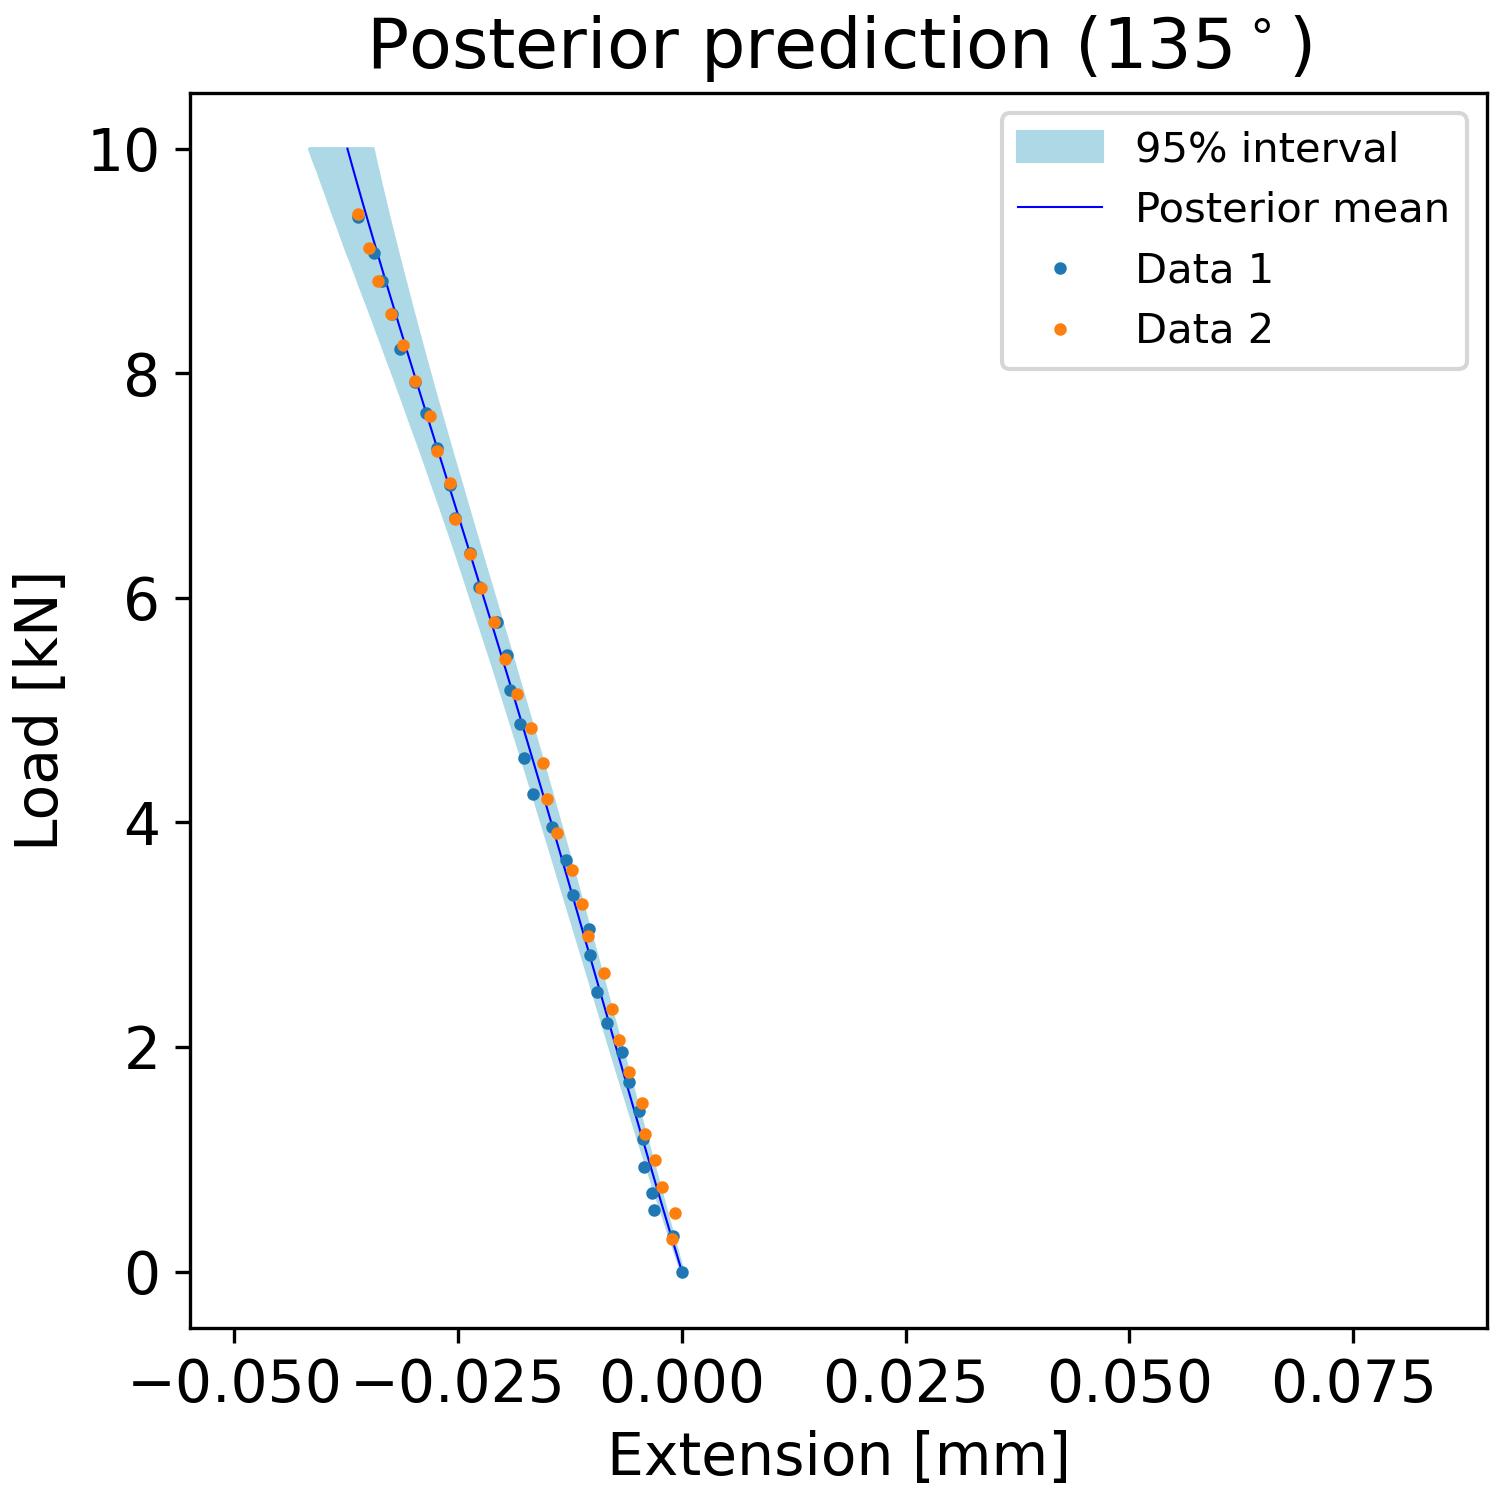 Posterior prediction (135°)
95% interval
Posterior mean
Data 1
Data 2
10
8
6
4
2
0
Load [kN]
−0.050 −0.025 0.000 0.025 0.050 0.075
Extension [mm]